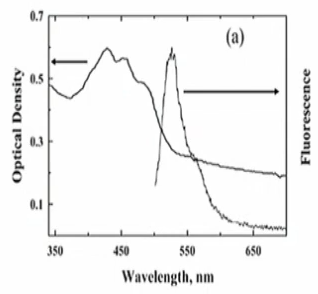 0.7
(a)
0.5
Optical Density
Fluorescence
0.3
0.1
350 450 550 650
Wavelength, nm